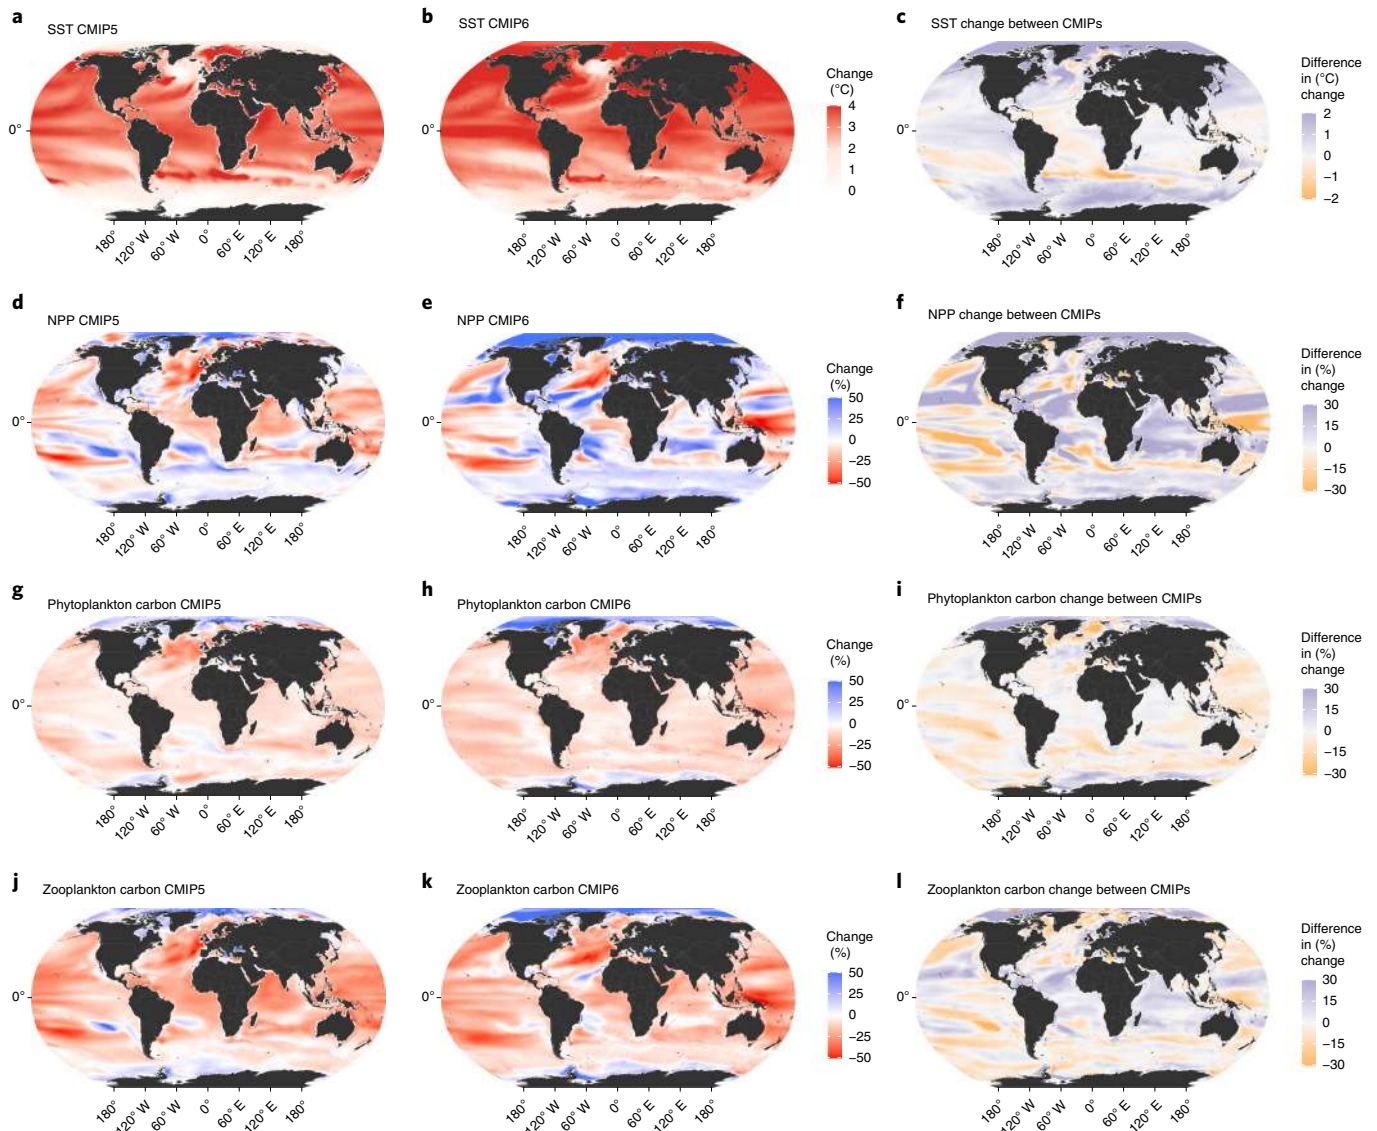 a SST CMIP5
b SST CMIP6
c SST change between CMIPs
0°
180° 120° W 60° W 0° 60° E 120° E 180°
0°
180° 120° W 60° W 0° 60° E 120° E 180°
Change
(°C)
4
3
2
1
0
0°
180° 120° W 60° W 0° 60° E 120° E 180°
Difference
in (°C)
change
2
1
0
−1
−2
d NPP CMIP5
e NPP CMIP6
f NPP change between CMIPs
0°
180° 120° W 60° W 0° 60° E 120° E 180°
0°
180° 120° W 60° W 0° 60° E 120° E 180°
Change
(%)
50
25
0
−25
−50
0°
180° 120° W 60° W 0° 60° E 120° E 180°
Difference
in (%)
change
30
15
0
−15
−30
g Phytoplankton carbon CMIP5
h Phytoplankton carbon CMIP6
i Phytoplankton carbon change between CMIPs
0°
180° 120° W 60° W 0° 60° E 120° E 180°
0°
180° 120° W 60° W 0° 60° E 120° E 180°
Change
(%)
50
25
0
−25
−50
0°
180° 120° W 60° W 0° 60° E 120° E 180°
Difference
in (%)
change
30
15
0
−15
−30
j Zooplankton carbon CMIP5
k Zooplankton carbon CMIP6
l Zooplankton carbon change between CMIPs
0°
180° 120° W 60° W 0° 60° E 120° E 180°
0°
180° 120° W 60° W 0° 60° E 120° E 180°
Change
(%)
50
25
0
−25
−50
0°
180° 120° W 60° W 0° 60° E 120° E 180°
Difference
in (%)
change
30
15
0
−15
−30